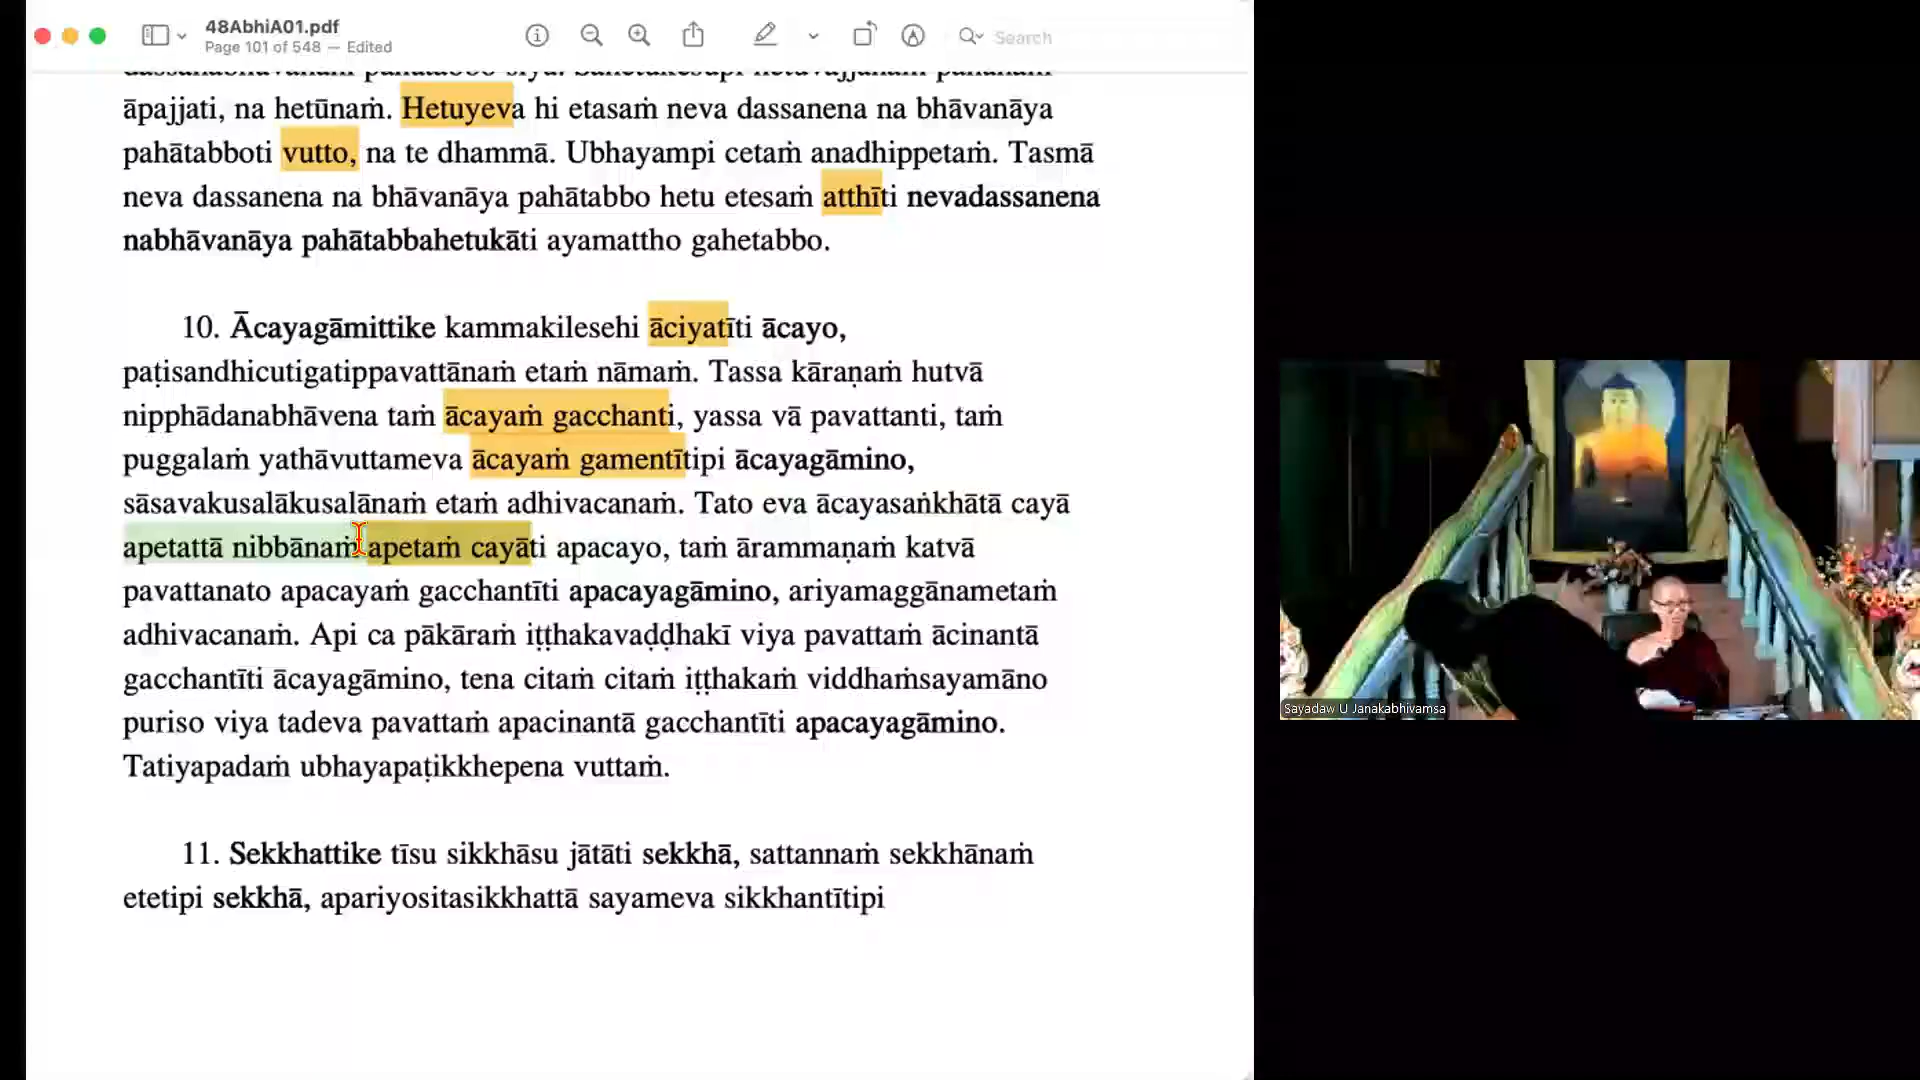 48AbhiA01.pdf
Page 101 of 548 — Edited
Search
āpajjati, na hetūnaṁ. Hetuyeva hi etasaṁ neva dassanena na bhāvanāya
pahātabboti vutto, na te dhammā. Ubhayampi cetaṁ anadhippetaṁ. Tasmā
neva dassanena na bhāvanāya pahātabbo hetu etesaṁ atthīti nevadassanena
nabhāvanāya pahātabbahetukāti ayamattho gahetabbo.
10. Ācayagāmittike kammakilesehi āciyatīti ācayo,
paṭisandhicutigatippavattānaṁ etaṁ nāmaṁ. Tassa kāraṇaṁ hutvā
nipphādanabhāvena taṁ ācayaṁ gacchanti, yassa vā pavattanti, taṁ
puggalaṁ yathāvuttameva ācayaṁ gamentītipi ācayagāmino,
sāsavakusalākusalānaṁ etaṁ adhivacanaṁ. Tato eva ācayasaṅkhātā cayā
apetattā nibbānaṁ apetaṁ cayāti apacayo, taṁ ārammaṇaṁ katvā
pavattanato apacayaṁ gacchantīti apacayagāmino, ariyamaggānametaṁ
adhivacanaṁ. Api ca pākāraṁ iṭṭhakavaḍḍhakī viya pavattaṁ ācinantā
gacchantīti ācayagāmino, tena citaṁ citaṁ iṭṭhakaṁ viddhaṁsayamāno
puriso viya tadeva pavattaṁ apacinantā gacchantīti apacayagāmino.
Tatiyapadaṁ ubhayapaṭikkhepena vuttaṁ.
11. Sekkhattike tīsu sikkhāsu jātāti sekkhā, sattannaṁ sekkhānaṁ
etetipi sekkhā, apariyositasikkhattā sayameva sikkhantītipi
Sayadaw U Janakabhivamsa